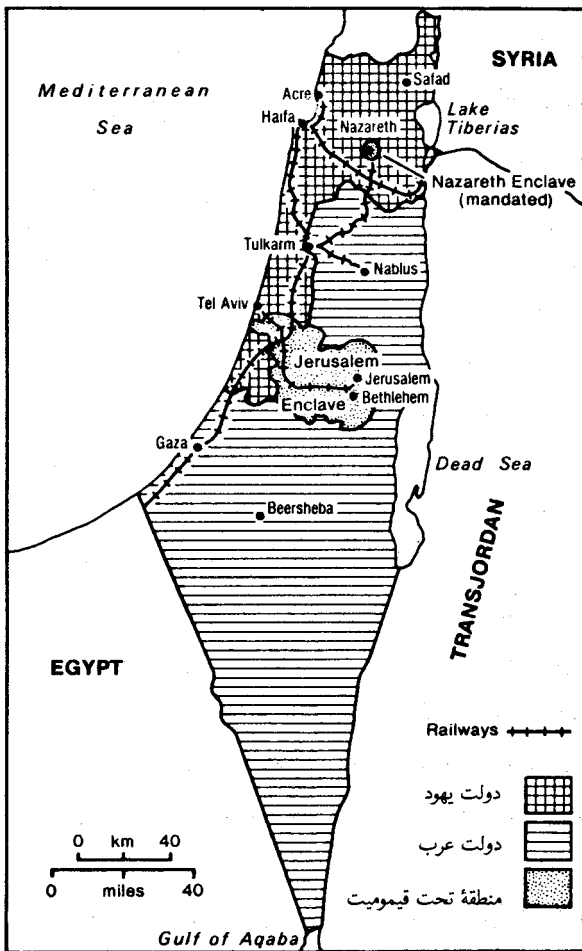 SYRIA
Safad
Mediterranean
Sea
Acre
Haifa
Lake
Tiberias
Nazareth
Nazareth Enclave
(mandated)
Tulkarm
Nablus
Tel Aviv
Jerusalem
Jerusalem
Enclave
Bethlehem
Gaza
Dead Sea
Beersheba
TRANSJORDAN
EGYPT
Railways
دولت یهود
دولت عرب
منطقهٔ تحت قیمومیت
0 km 40
0 miles 40
Gulf of Aqaba